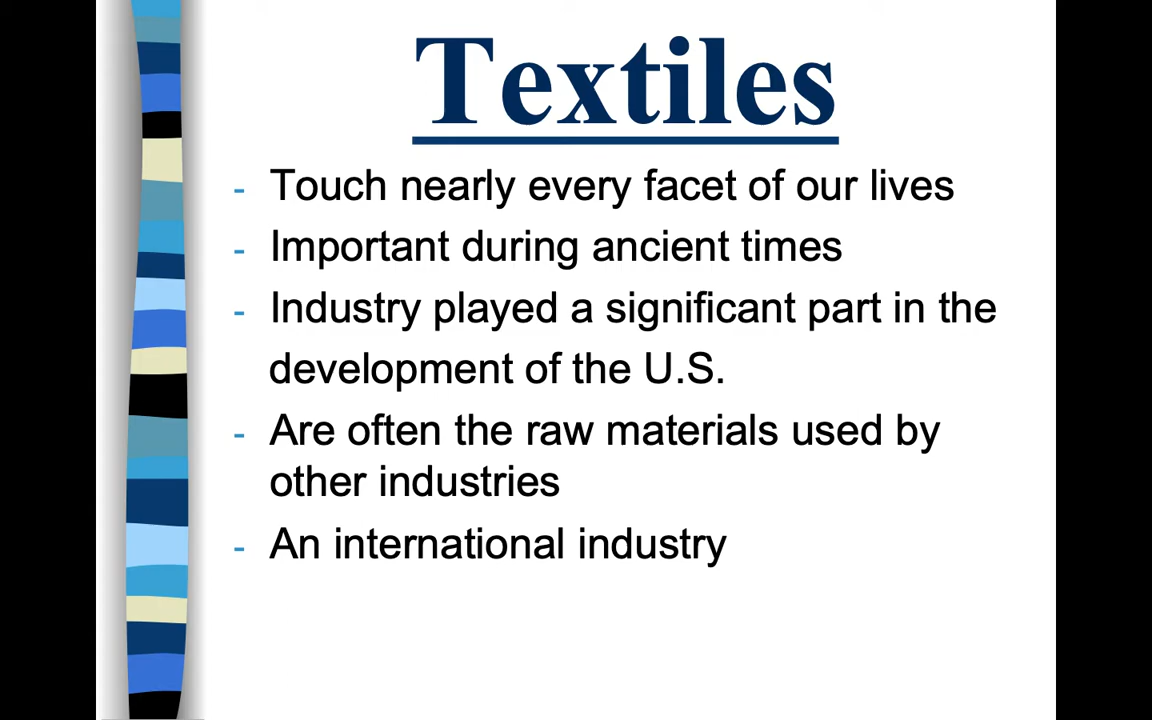 Textiles
- Touch nearly every facet of our lives
- Important during ancient times
- Industry played a significant part in the
development of the U.S.
- Are often the raw materials used by
other industries
- An international industry